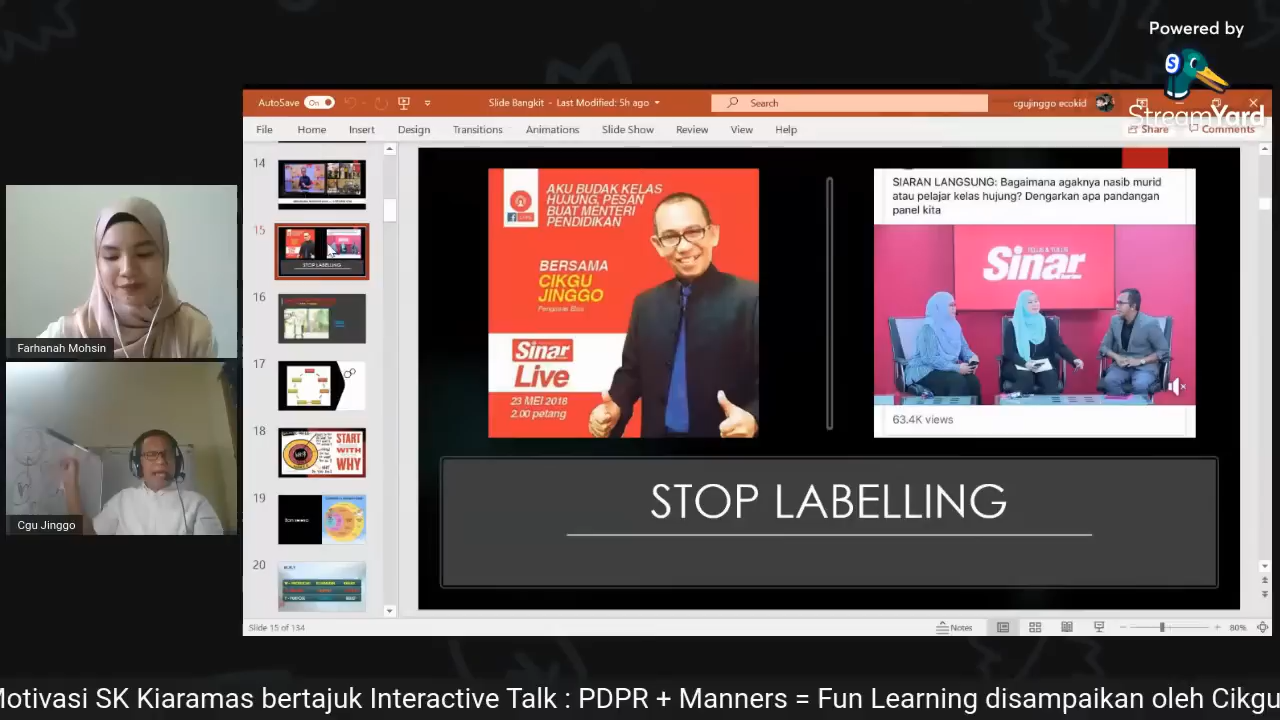 Powered by
StreamYard
AutoSave On
Slide Bangkit - Last Modified: 5h ago
Search
cgujinggo ecokid
File Home Insert Design Transitions Animations Slide Show Review View Help
Share Comments
14
15
STOP LABELLING
16
17
18
START
WITH
WHY
19
20
AKU BUDAK KELAS
HUJUNG, PESAN
BUAT MENTERI
PENDIDIKAN
BERSAMA
CIKGU
JINGGO
Sinar
Live
23 MEI 2018
2.00 petang
SIARAN LANGSUNG: Bagaimana agaknya nasib murid
atau pelajar kelas hujung? Dengarkan apa pandangan
panel kita
TELUS & TULUS
Sinar
63.4K views
STOP LABELLING
Farhanah Mohsin
Cgu Jinggo
Slide 15 of 134
Notes
80%
Motivasi SK Kiaramas bertajuk Interactive Talk : PDPR + Manners = Fun Learning disampaikan oleh Cikgu